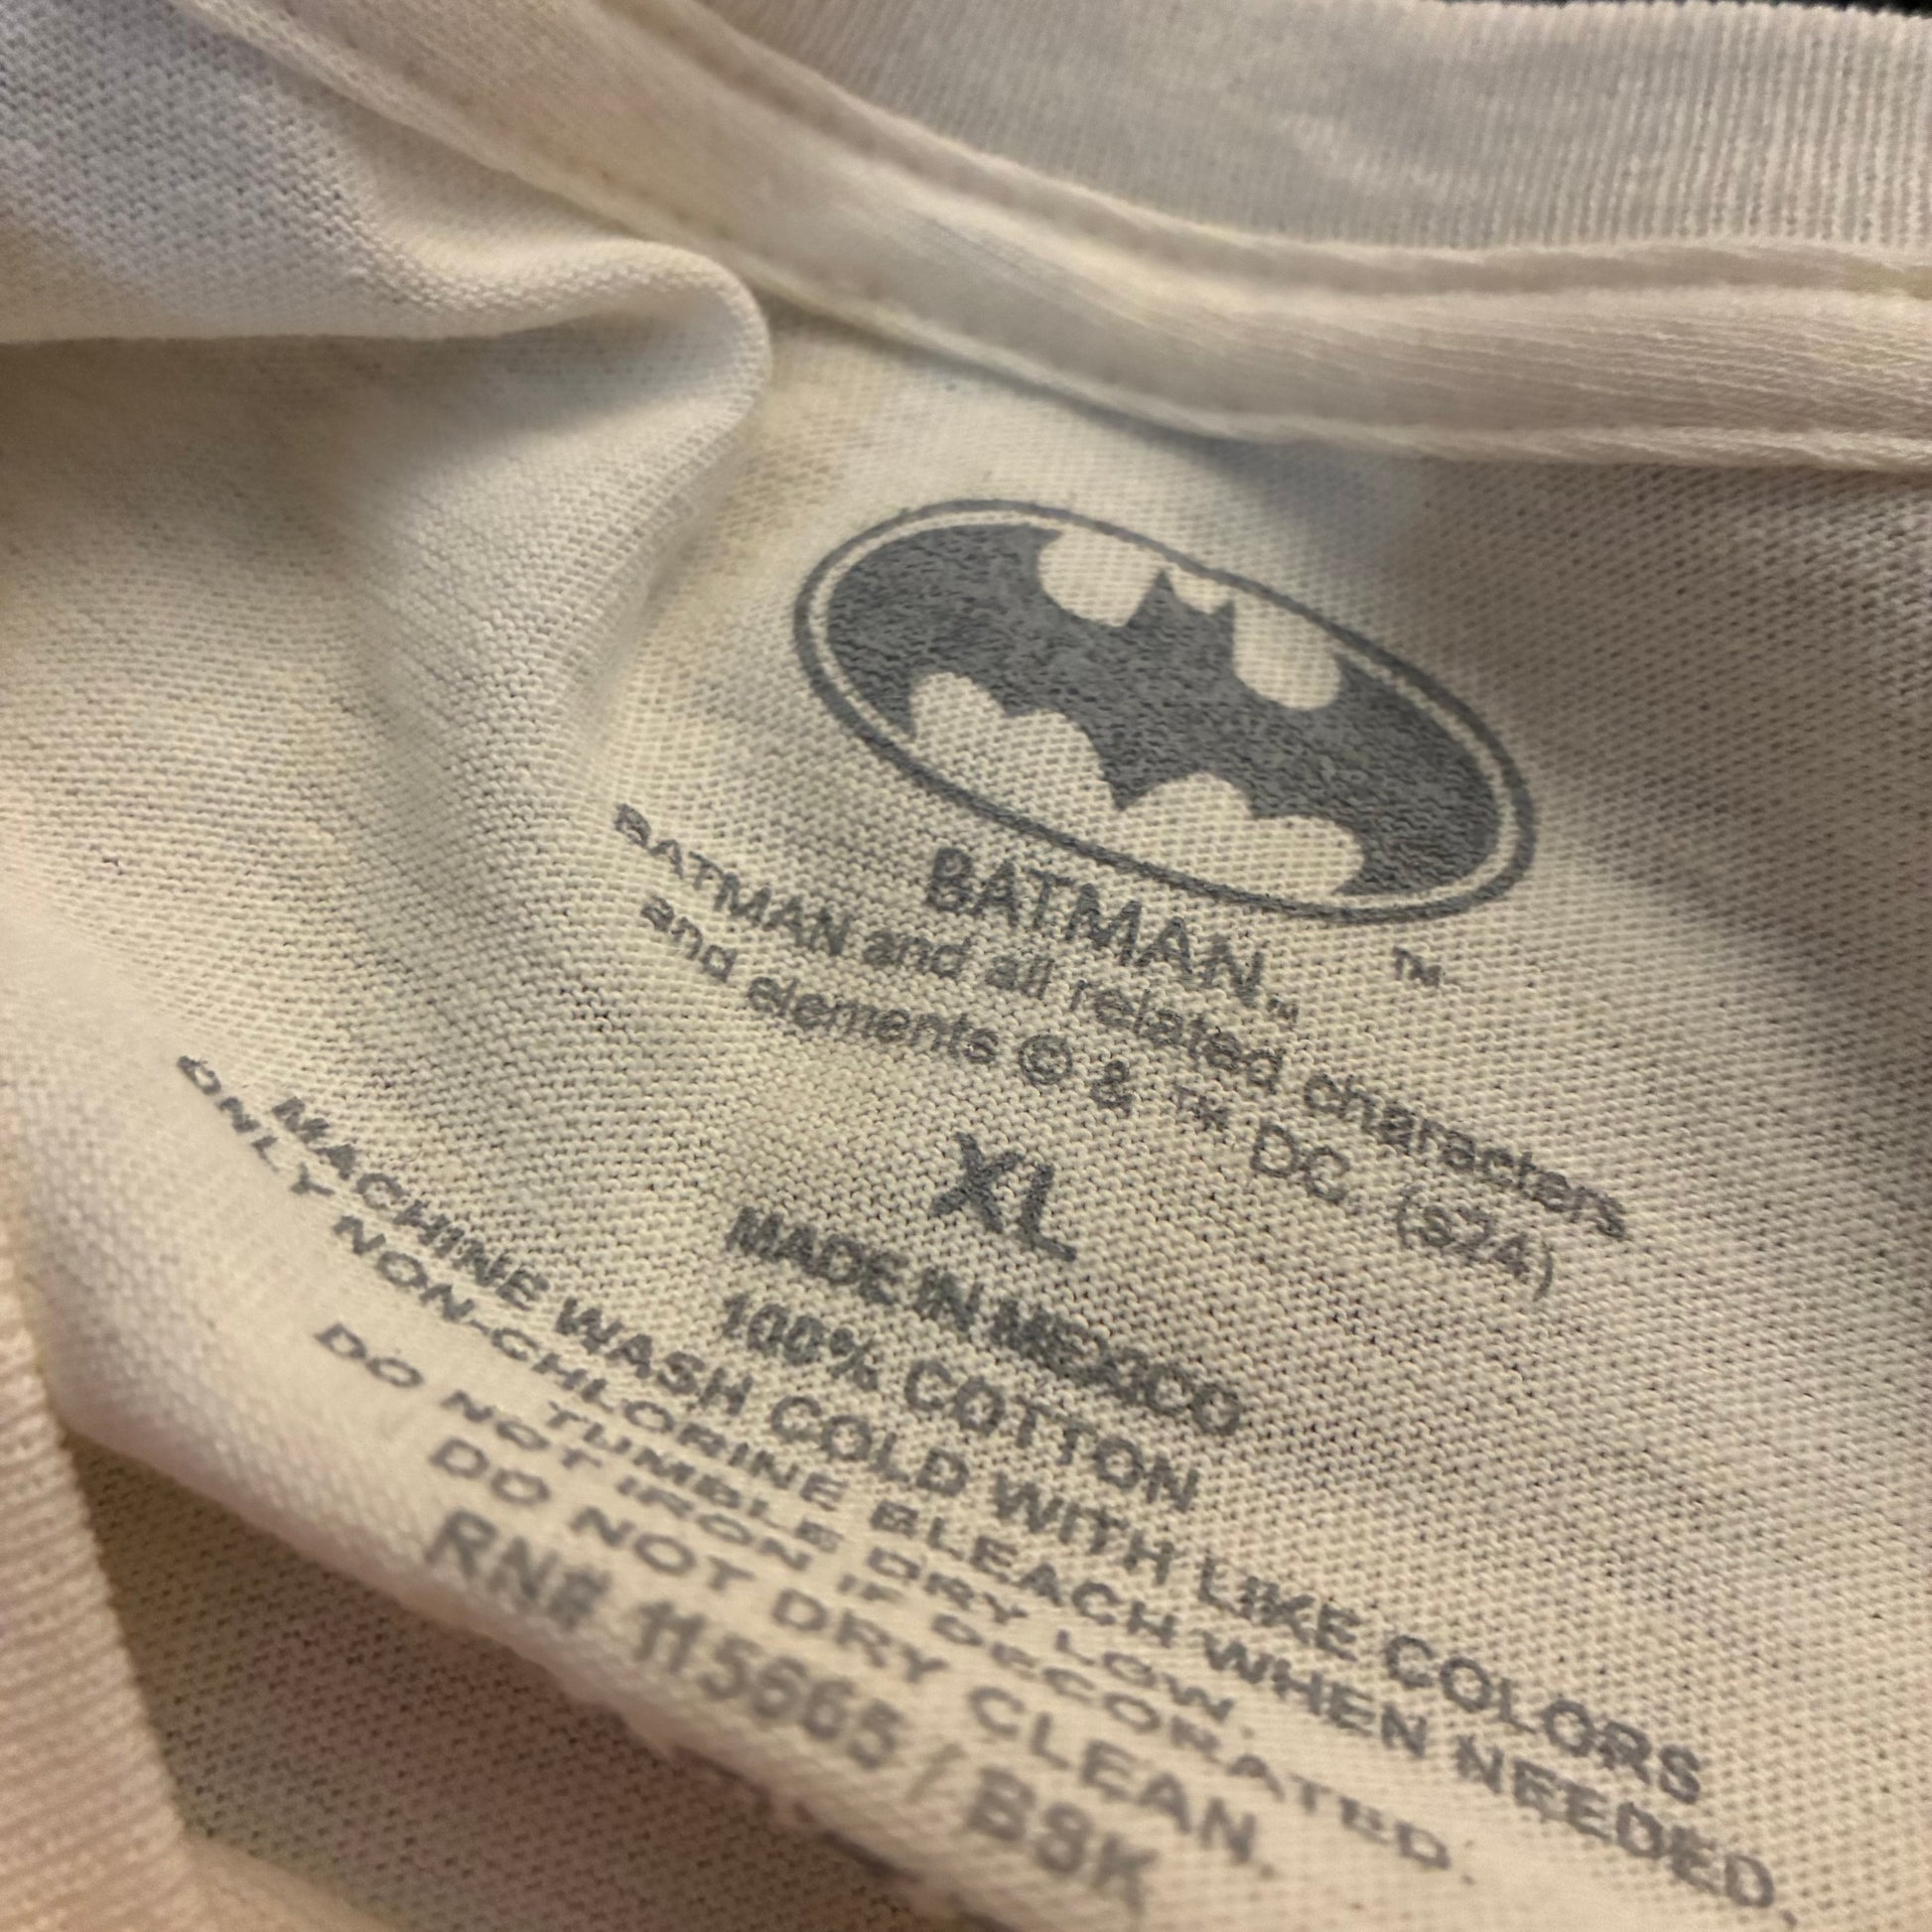 TM
BATMAN™
BATMAN and all related characters
and elements © & ™ DC. (s24)
XL
MADE IN MEXICO
100% COTTON
MACHINE WASH COLD WITH LIKE COLORS
ONLY NON-CHLORINE BLEACH WHEN NEEDED.
TUMBLE DRY LOW.
DO NOT IRON IF DECORATED.
DO NOT DRY CLEAN.
RN# 115665 / BSK